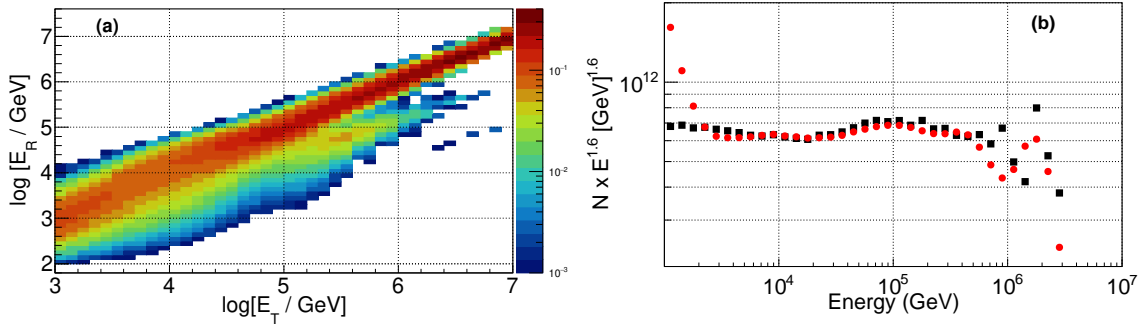 (a)
log [E_R / GeV]
7
6
5
4
3
2
3 4 5 6 7
log[E_T / GeV]
10^-1
10^-2
10^-3
(b)
N x E^1.6 [GeV]^1.6
10^12
10^4 10^5 10^6 10^7
Energy (GeV)